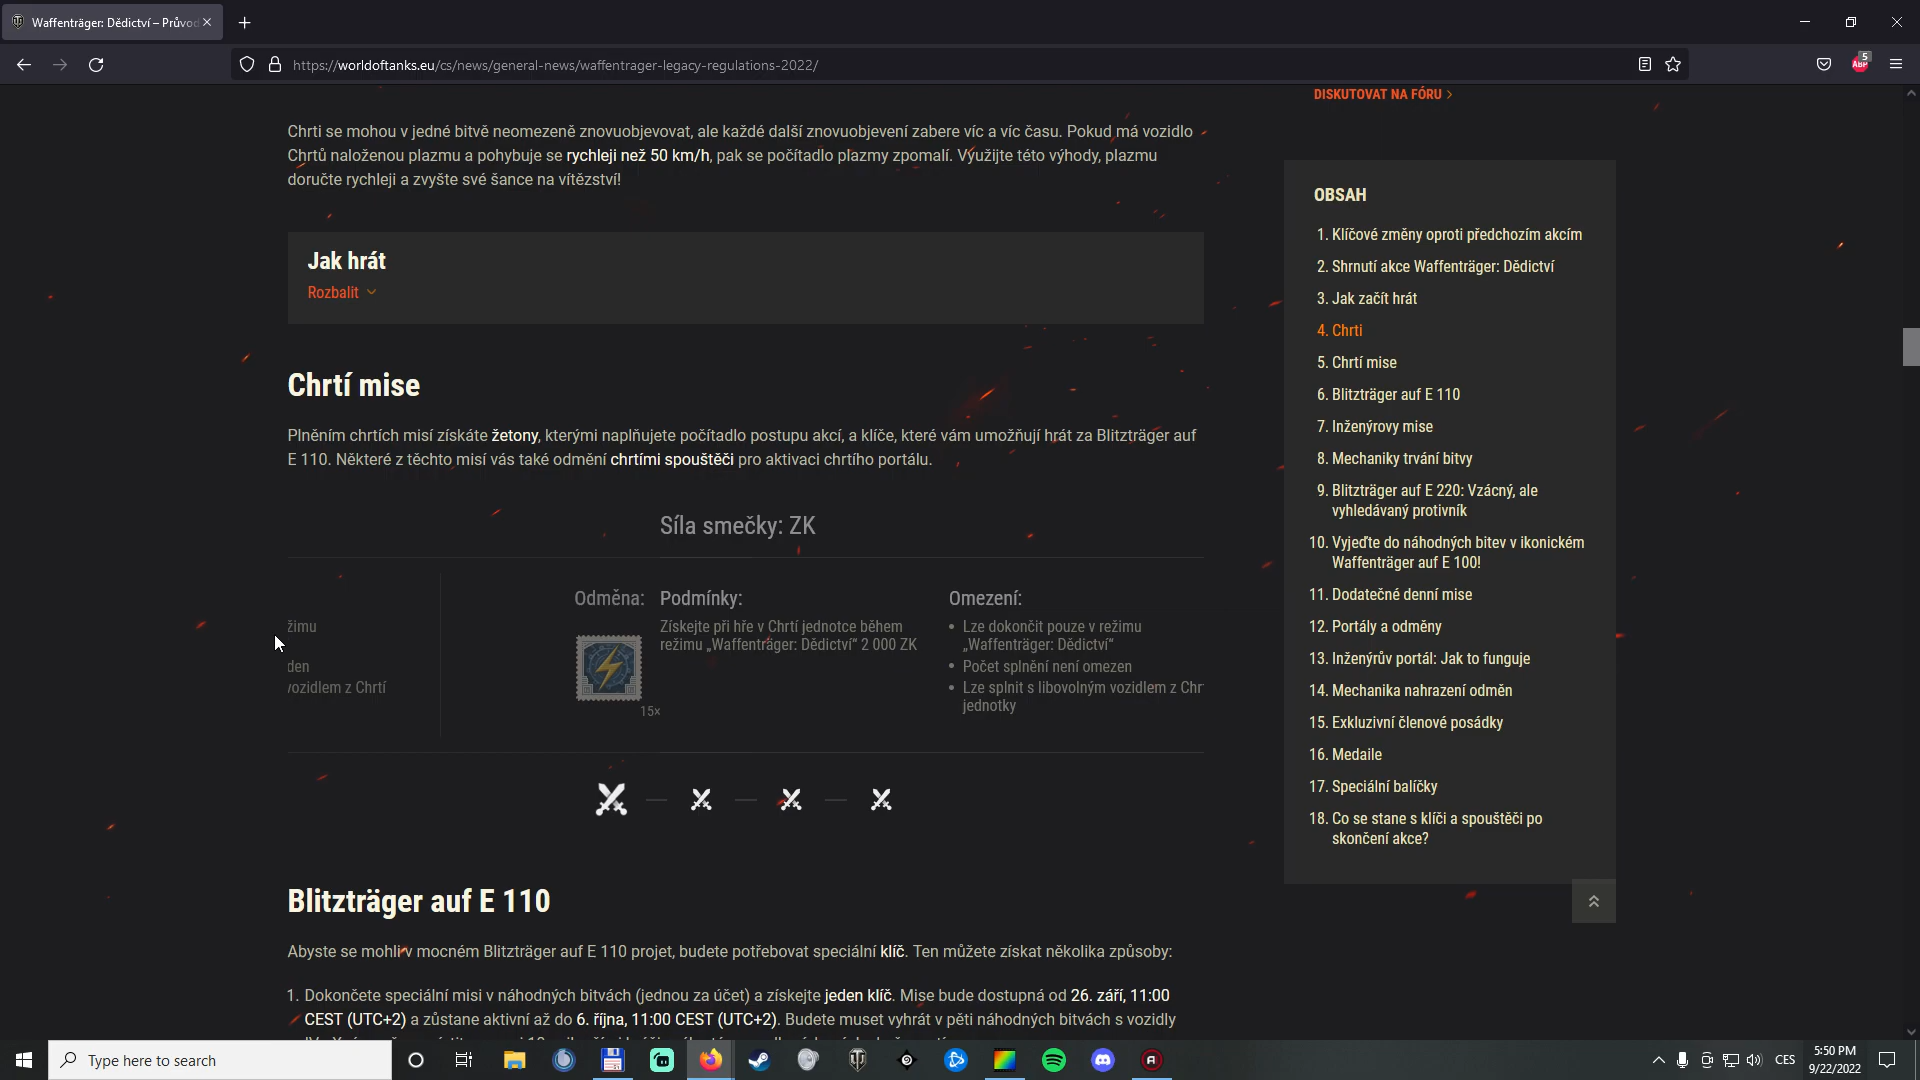 Waffenträger: Dědictví – Průvod
https://worldoftanks.eu/cs/news/general-news/waffentrager-legacy-regulations-2022/
5
ABP
DISKUTOVAT NA FÓRU
Chrti se mohou v jedné bitvě neomezeně znovuobjevovat, ale každé další znovuobjevení zabere víc a víc času. Pokud má vozidlo
Chrtů naloženou plazmu a pohybuje se rychleji než 50 km/h, pak se počítadlo plazmy zpomalí. Využijte této výhody, plazmu
doručte rychleji a zvyšte své šance na vítězství!
Jak hrát
Rozbalit
Chrtí mise
Plněním chrtích misí získáte žetony, kterými naplňujete počítadlo postupu akcí, a klíče, které vám umožňují hrát za Blitzträger auf
E 110. Některé z těchto misí vás také odmění chrtími spouštěči pro aktivaci chrtího portálu.
Síla smečky: ZK
žimu
den
vozidlem z Chrtí
Odměna:
15x
Podmínky:
Získejte při hře v Chrtí jednotce během
režimu „Waffenträger: Dědictví“ 2 000 ZK
Omezení:
• Lze dokončit pouze v režimu
„Waffenträger: Dědictví“
• Počet splnění není omezen
• Lze splnit s libovolným vozidlem z Chr
jednotky
Blitzträger auf E 110
Abyste se mohli v mocném Blitzträger auf E 110 projet, budete potřebovat speciální klíč. Ten můžete získat několika způsoby:
1. Dokončete speciální misi v náhodných bitvách (jednou za účet) a získejte jeden klíč. Mise bude dostupná od 26. září, 11:00
CEST (UTC+2) a zůstane aktivní až do 6. října, 11:00 CEST (UTC+2). Budete muset vyhrát v pěti náhodných bitvách s vozidly
OBSAH
1. Klíčové změny oproti předchozím akcím
2. Shrnutí akce Waffenträger: Dědictví
3. Jak začít hrát
4. Chrti
5. Chrtí mise
6. Blitzträger auf E 110
7. Inženýrovy mise
8. Mechaniky trvání bitvy
9. Blitzträger auf E 220: Vzácný, ale
vyhledávaný protivník
10. Vyjeďte do náhodných bitev v ikonickém
Waffenträger auf E 100!
11. Dodatečné denní mise
12. Portály a odměny
13. Inženýrův portál: Jak to funguje
14. Mechanika nahrazení odměn
15. Exkluzivní členové posádky
16. Medaile
17. Speciální balíčky
18. Co se stane s klíči a spouštěči po
skončení akce?
Type here to search
CES
5:50 PM
9/22/2022